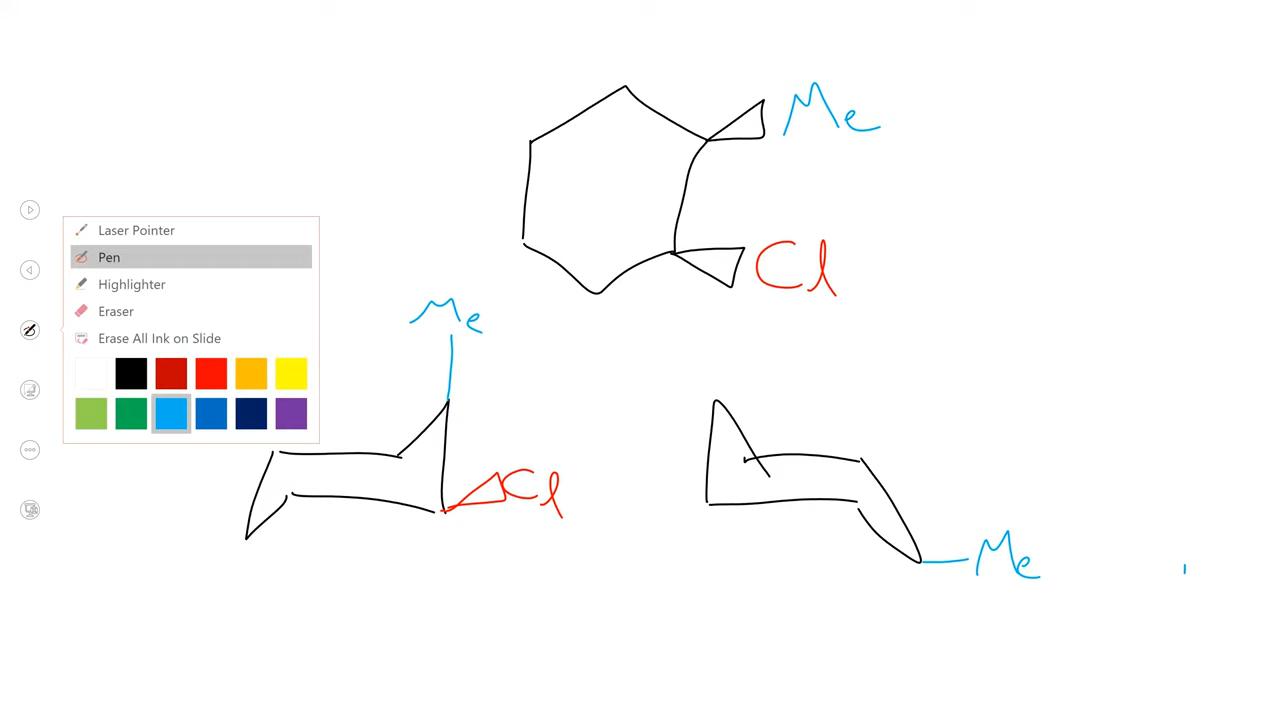 Me
Cl
Laser Pointer
Pen
Highlighter
Eraser
Erase All Ink on Slide
Me
Cl
Me